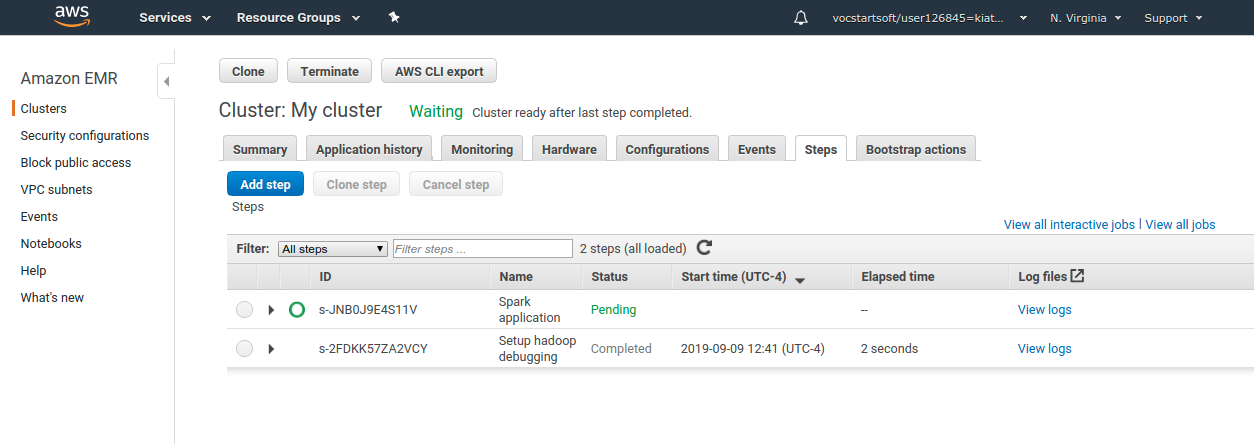 aws
Services
Resource Groups
vocstartsoft/user126845=kiat...
N. Virginia
Support
Amazon EMR
Clusters
Security configurations
Block public access
VPC subnets
Events
Notebooks
Help
What's new
Clone
Terminate
AWS CLI export
Cluster: My cluster Waiting Cluster ready after last step completed.
Summary
Application history
Monitoring
Hardware
Configurations
Events
Steps
Bootstrap actions
Add step
Clone step
Cancel step
Steps
View all interactive jobs | View all jobs
Filter: All steps Filter steps ... 2 steps (all loaded)
ID Name Status Start time (UTC-4) Elapsed time Log files
s-JNB0J9E4S11V Spark application Pending -- View logs
s-2FDKK57ZA2VCY Setup hadoop debugging Completed 2019-09-09 12:41 (UTC-4) 2 seconds View logs